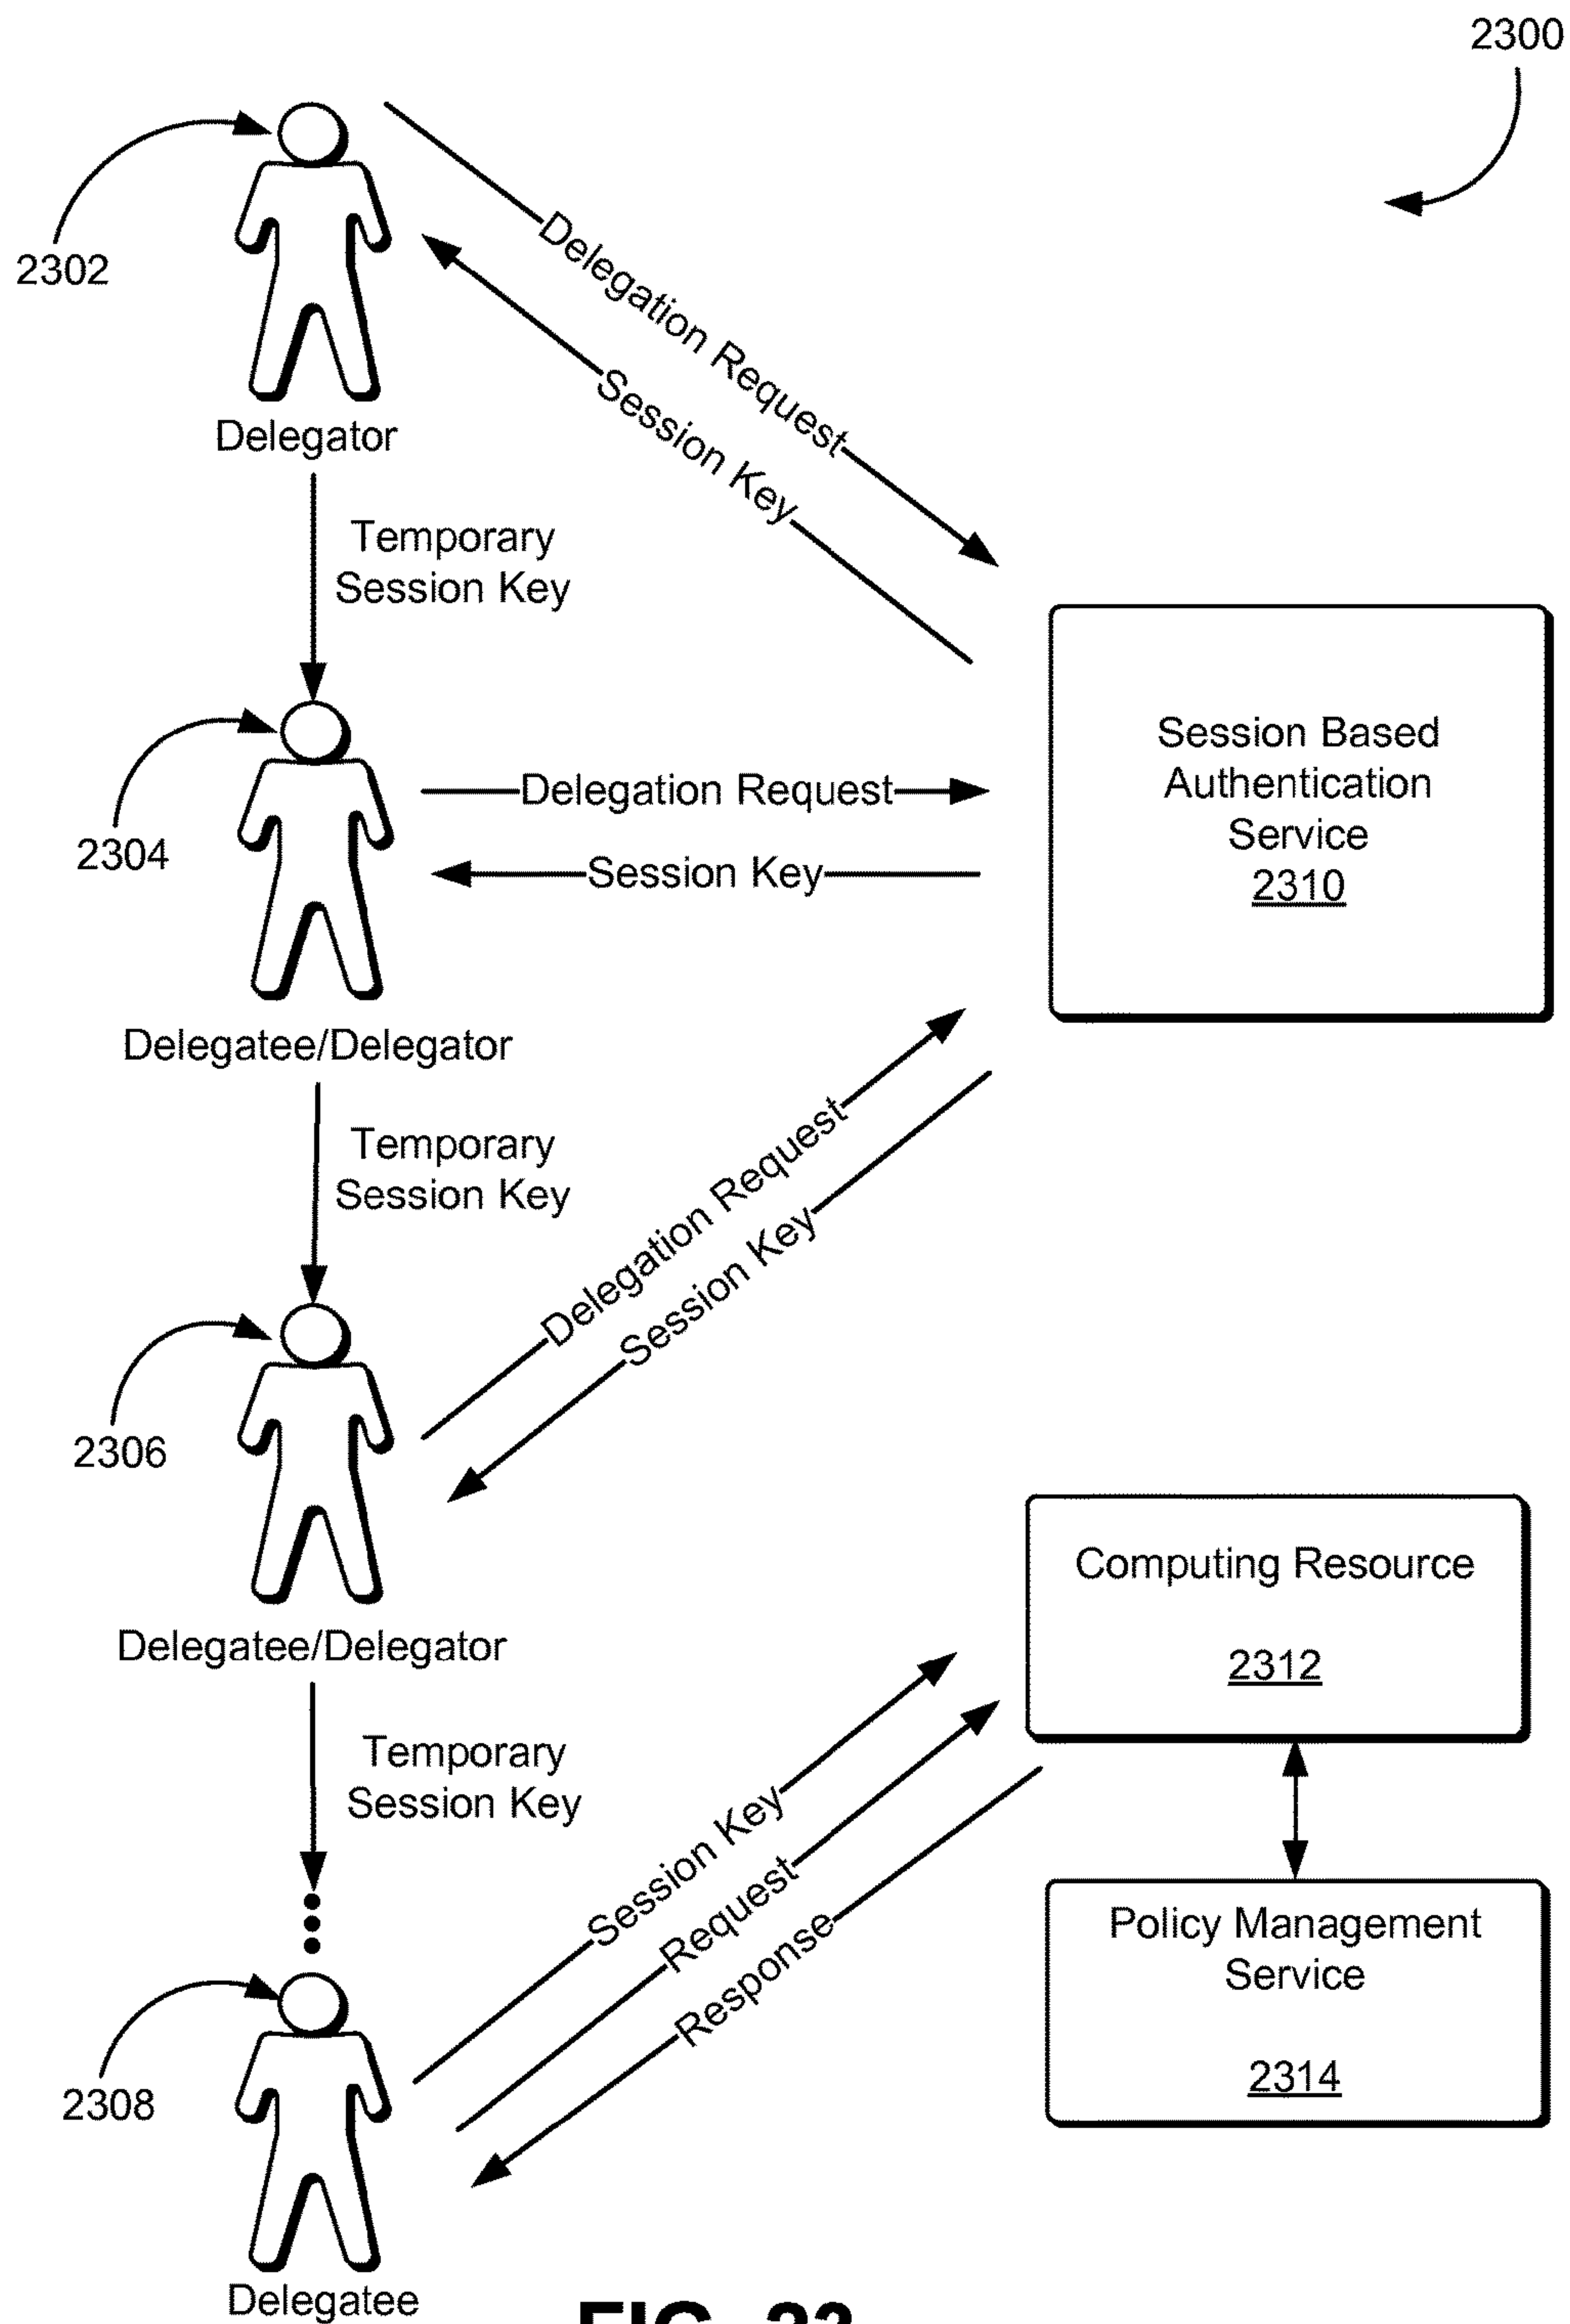 2300
2302
Delegation Request
Session Key
Delegator
Temporary
Session Key
2304
Delegation Request
Session Key
Session Based
Authentication
Service
2310
Delegatee/Delegator
Temporary
Session Key
Delegation Request
Session Key
2306
Delegatee/Delegator
Computing Resource
2312
Temporary
Session Key
Session Key
Request
Response
Policy Management
Service
2314
2308
Delegatee
FIG. 23